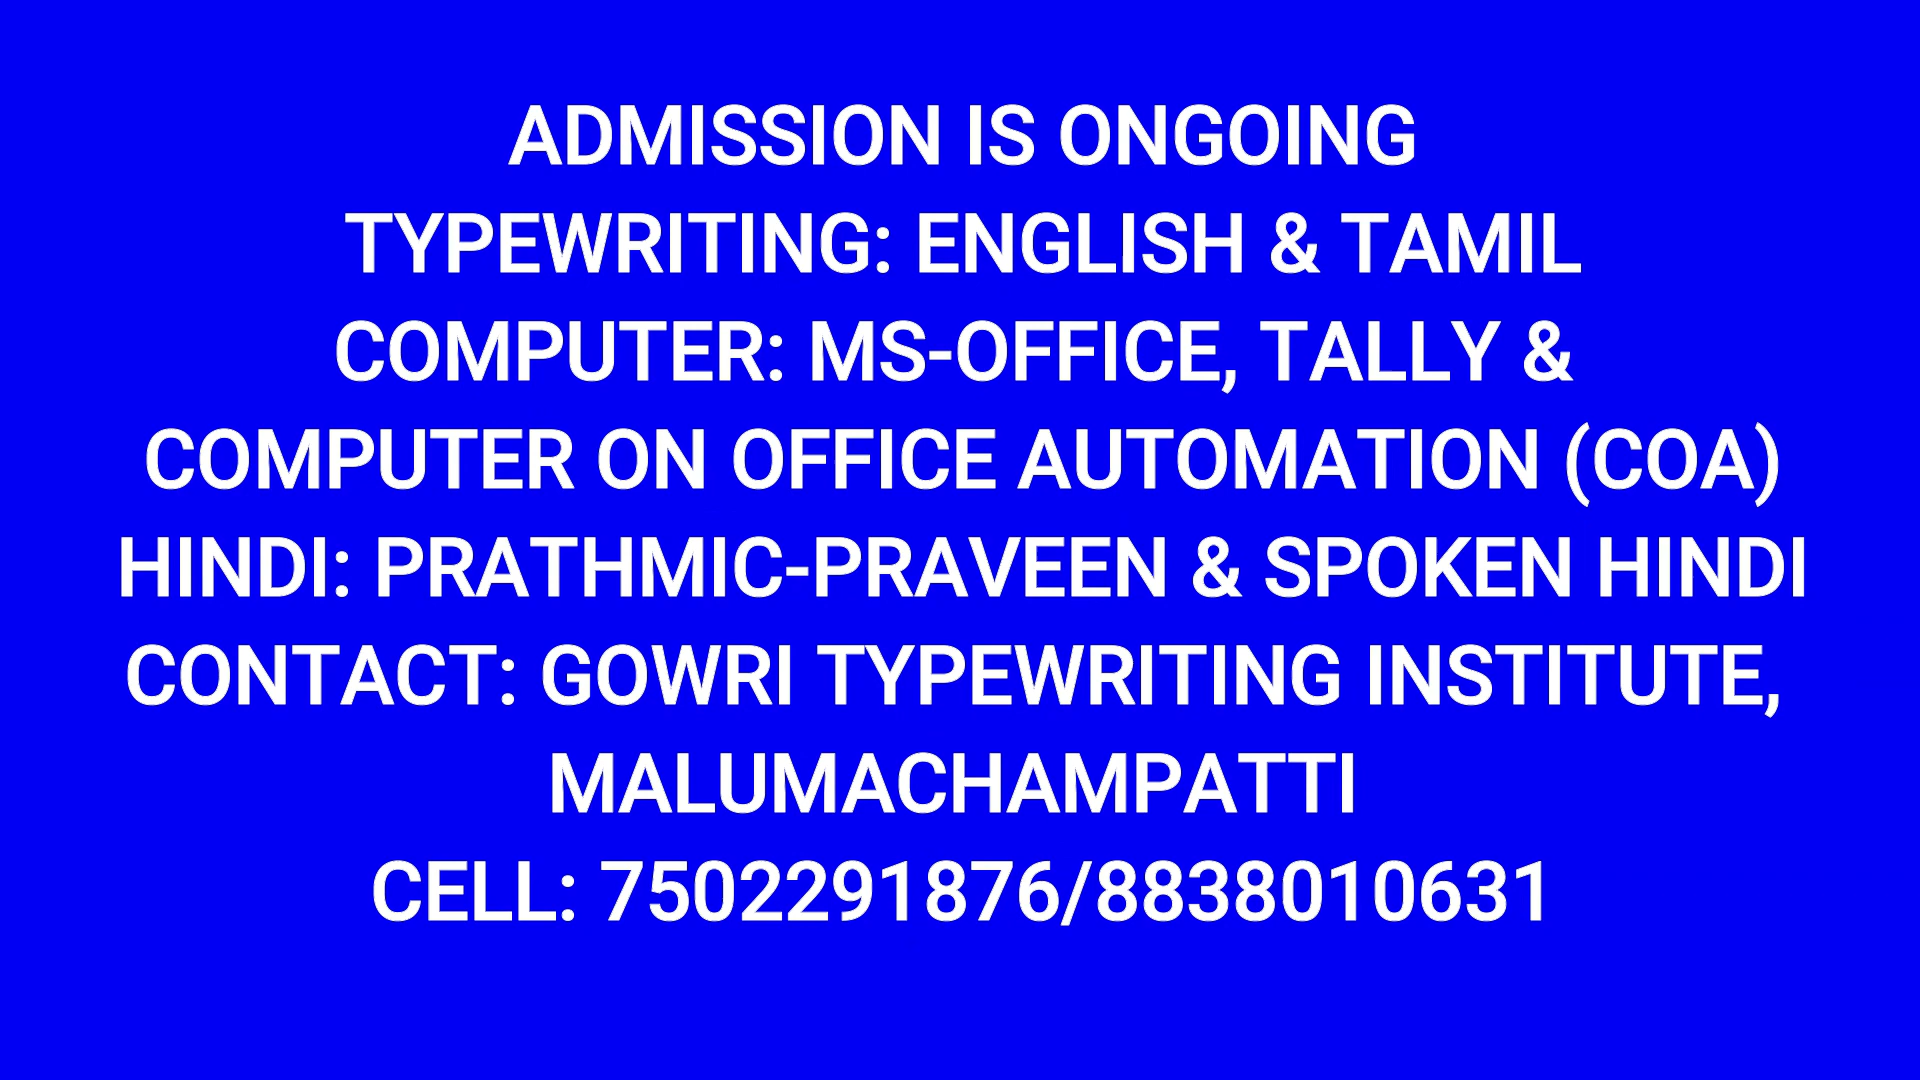 ADMISSION IS ONGOING
TYPEWRITING: ENGLISH & TAMIL
COMPUTER: MS-OFFICE, TALLY &
COMPUTER ON OFFICE AUTOMATION (COA)
HINDI: PRATHMIC-PRAVEEN & SPOKEN HINDI
CONTACT: GOWRI TYPEWRITING INSTITUTE,
MALUMACHAMPATTI
CELL: 7502291876/8838010631